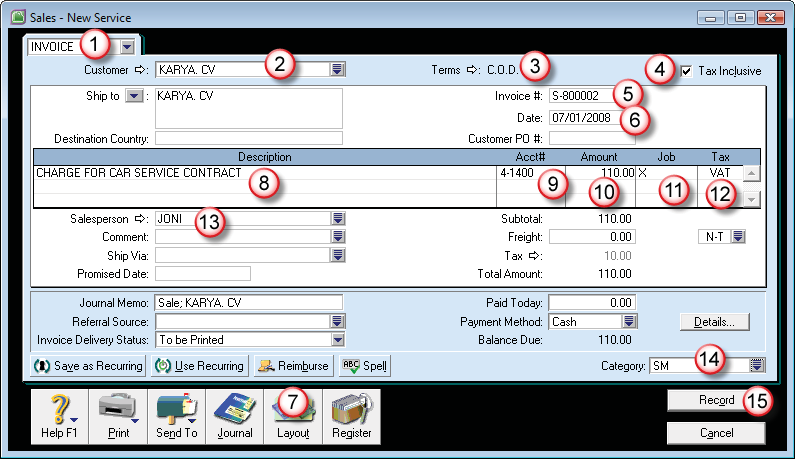 Sales - New Service
INVOICE 1
Customer : KARYA. CV 2 Terms : C.O.D. 3 4 Tax Inclusive
Ship to : KARYA. CV Invoice #: S-800002 5
Date: 07/01/2008 6
Destination Country: Customer PO #:
Description Acct# Amount Job Tax
CHARGE FOR CAR SERVICE CONTRACT 4-1400 110.00 X VAT
8 9 10 11 12
Salesperson : JONI 13 Subtotal: 110.00
Comment: Freight: 0.00 N-T
Ship Via: Tax : 10.00
Promised Date: Total Amount: 110.00
Journal Memo: Sale; KARYA. CV Paid Today: 0.00
Referral Source: Payment Method: Cash Details...
Invoice Delivery Status: To be Printed Balance Due: 110.00
Save as Recurring Use Recurring Reimburse ABC Spell Category: SM 14
7 Record 15
Help F1 Print Send To Journal Layout Register Cancel